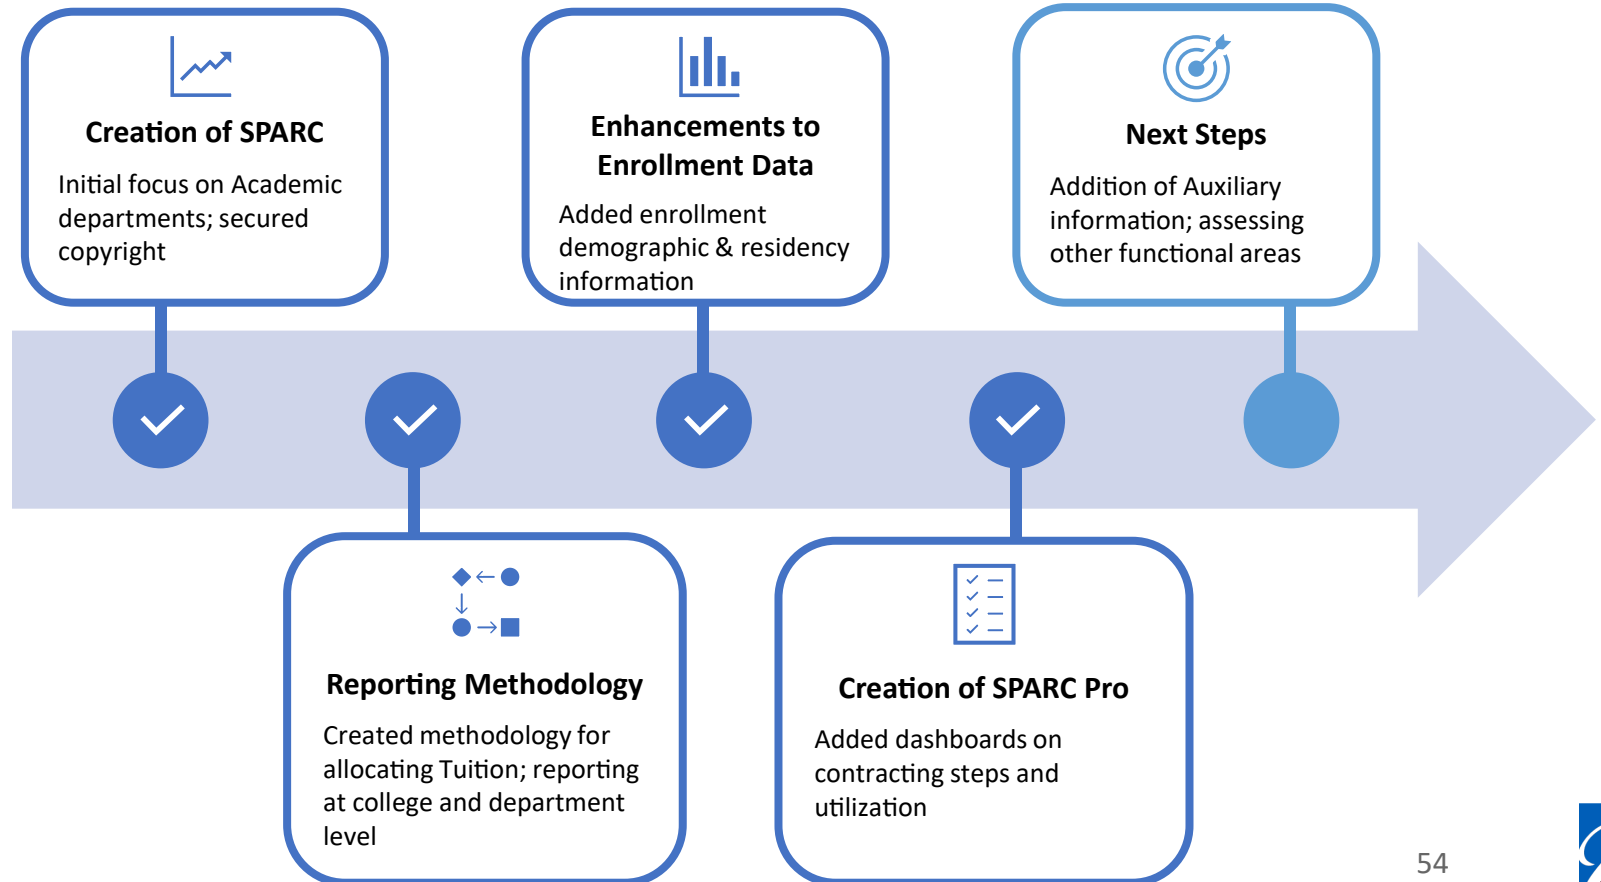 Creation of SPARC
Initial focus on Academic
departments; secured
copyright
Enhancements to
Enrollment Data
Added enrollment
demographic & residency
information
Next Steps
Addition of Auxiliary
information; assessing
other functional areas
Reporting Methodology
Created methodology for
allocating Tuition; reporting
at college and department
level
Creation of SPARC Pro
Added dashboards on
contracting steps and
utilization
54